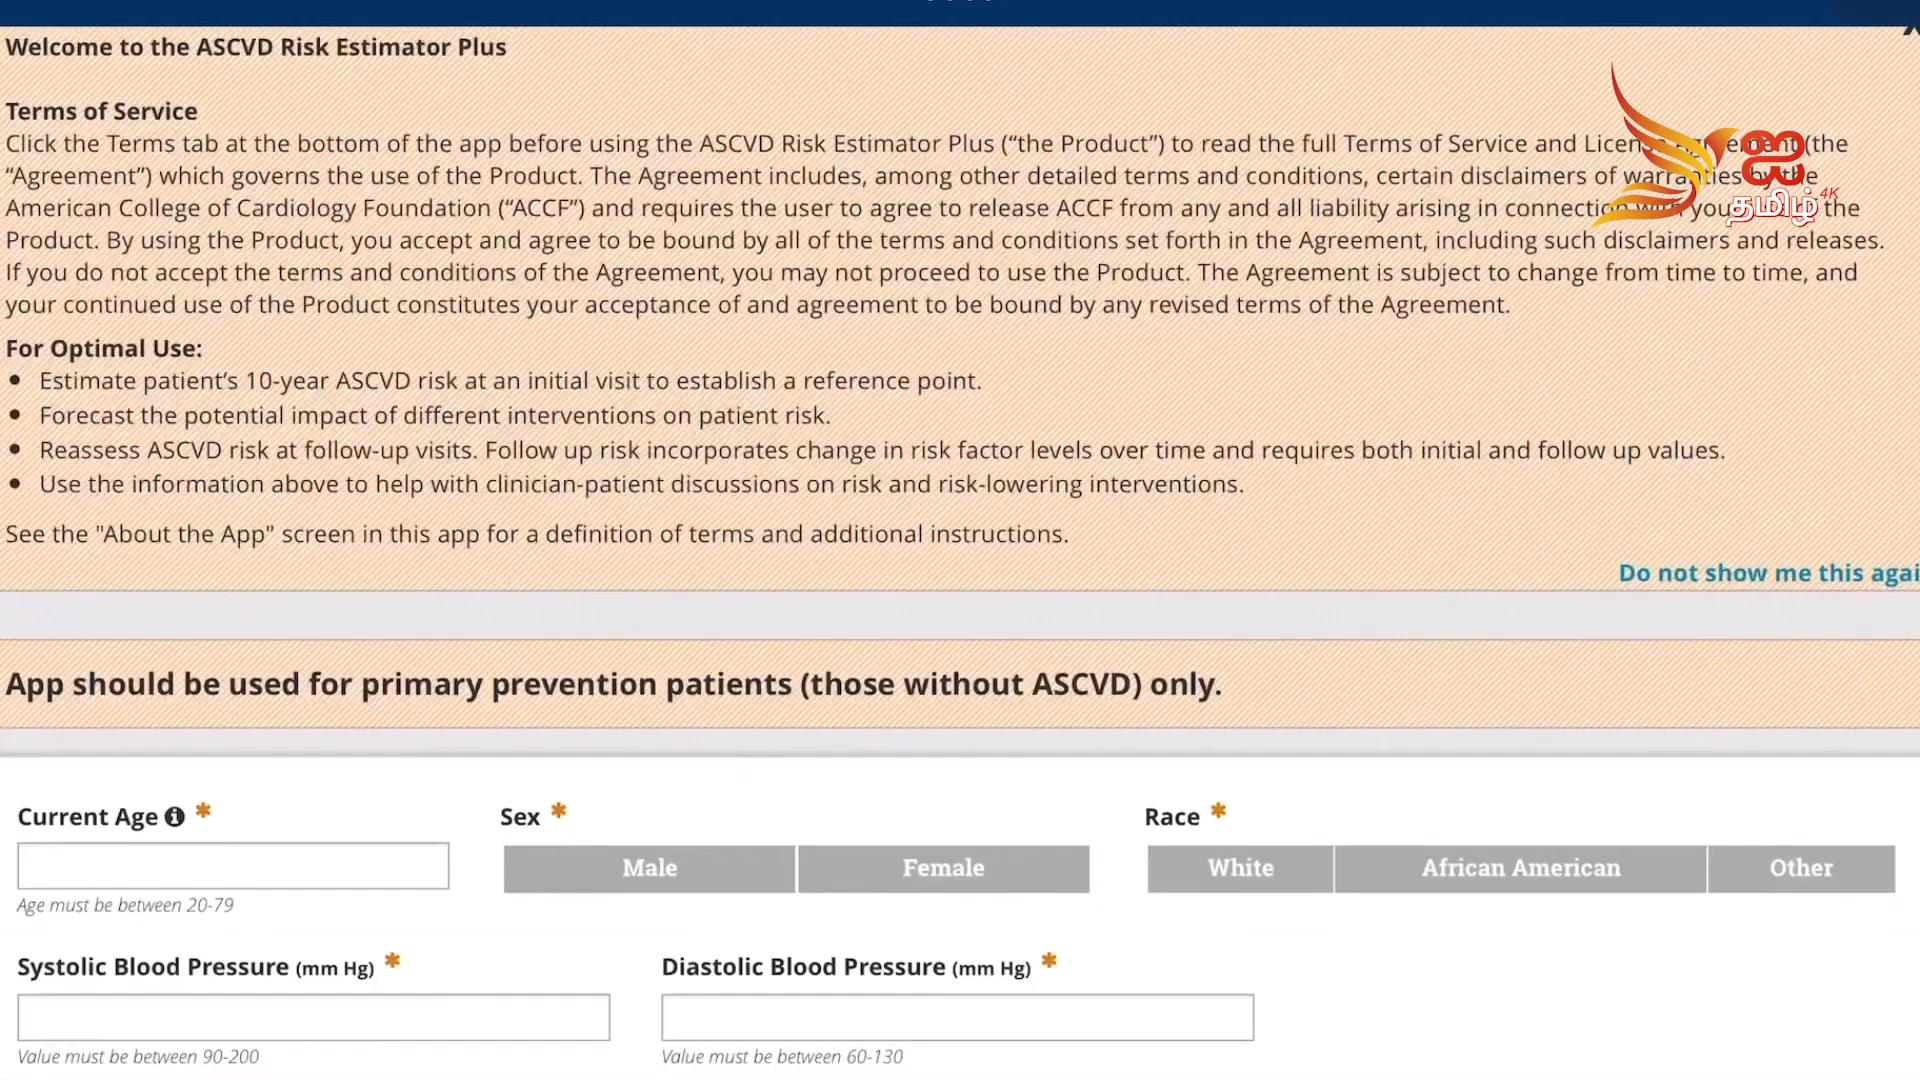 Welcome to the ASCVD Risk Estimator Plus
Terms of Service
Click the Terms tab at the bottom of the app before using the ASCVD Risk Estimator Plus (“the Product”) to read the full Terms of Service and License Agreement (the
“Agreement”) which governs the use of the Product. The Agreement includes, among other detailed terms and conditions, certain disclaimers of warranties by the
American College of Cardiology Foundation (“ACCF”) and requires the user to agree to release ACCF from any and all liability arising in connection with your the
Product. By using the Product, you accept and agree to be bound by all of the terms and conditions set forth in the Agreement, including such disclaimers and releases.
If you do not accept the terms and conditions of the Agreement, you may not proceed to use the Product. The Agreement is subject to change from time to time, and
your continued use of the Product constitutes your acceptance of and agreement to be bound by any revised terms of the Agreement.
ஐ
தமிழ் 4K
For Optimal Use:
• Estimate patient’s 10-year ASCVD risk at an initial visit to establish a reference point.
• Forecast the potential impact of different interventions on patient risk.
• Reassess ASCVD risk at follow-up visits. Follow up risk incorporates change in risk factor levels over time and requires both initial and follow up values.
• Use the information above to help with clinician-patient discussions on risk and risk-lowering interventions.
See the "About the App" screen in this app for a definition of terms and additional instructions.
Do not show me this agai
App should be used for primary prevention patients (those without ASCVD) only.
Current Age * Sex * Race *
Male Female White African American Other
Age must be between 20-79
Systolic Blood Pressure (mm Hg) * Diastolic Blood Pressure (mm Hg) *
Value must be between 90-200 Value must be between 60-130